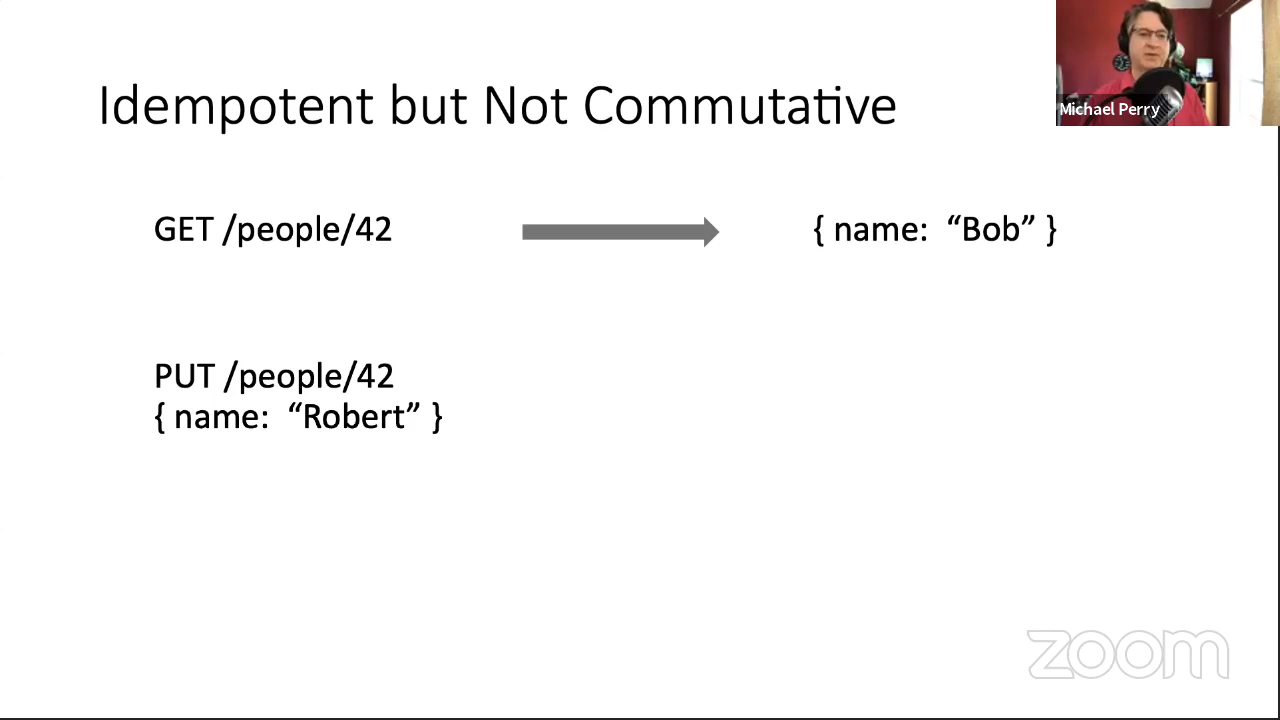 Idempotent but Not Commutative
Michael Perry
GET /people/42
{ name: “Bob” }
PUT /people/42
{ name: “Robert” }
zoom